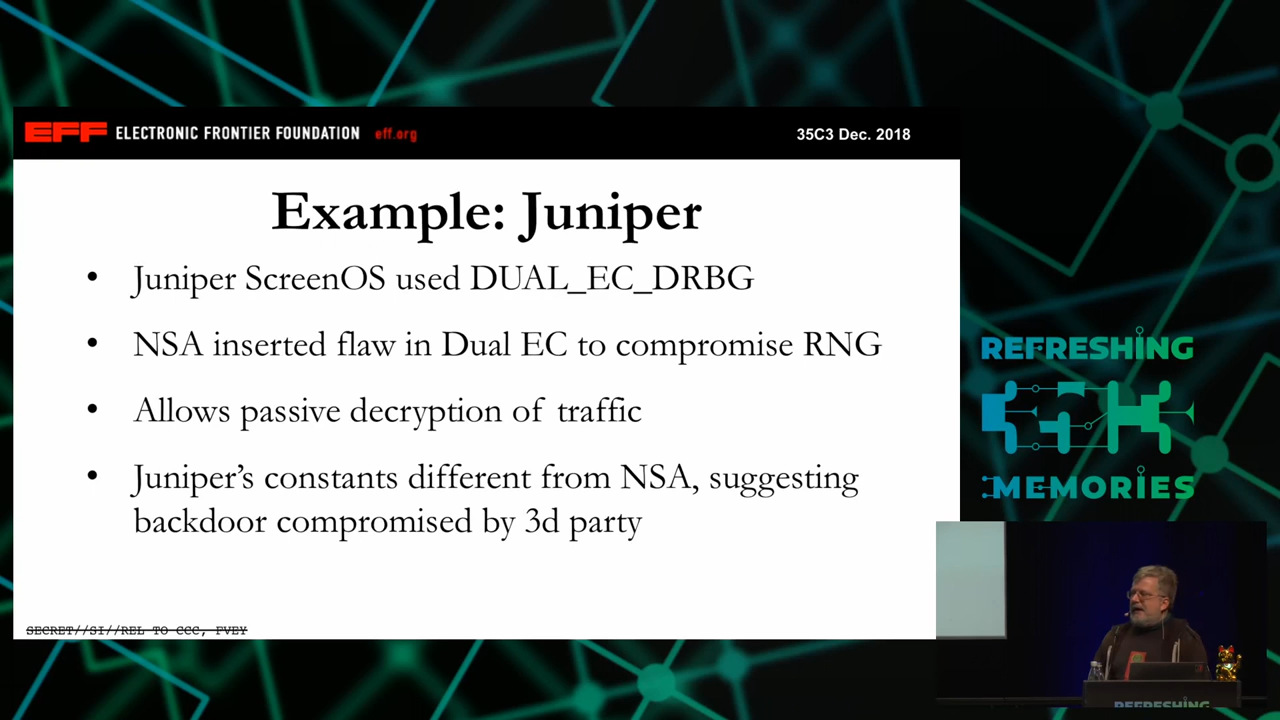 EFF ELECTRONIC FRONTIER FOUNDATION eff.org
35C3 Dec. 2018
Example: Juniper
• Juniper ScreenOS used DUAL_EC_DRBG
• NSA inserted flaw in Dual EC to compromise RNG
• Allows passive decryption of traffic
• Juniper’s constants different from NSA, suggesting
backdoor compromised by 3d party
SECRET//SI//REL TO CCC, FVEY
REFRESHING
MEMORIES
REFRESHING